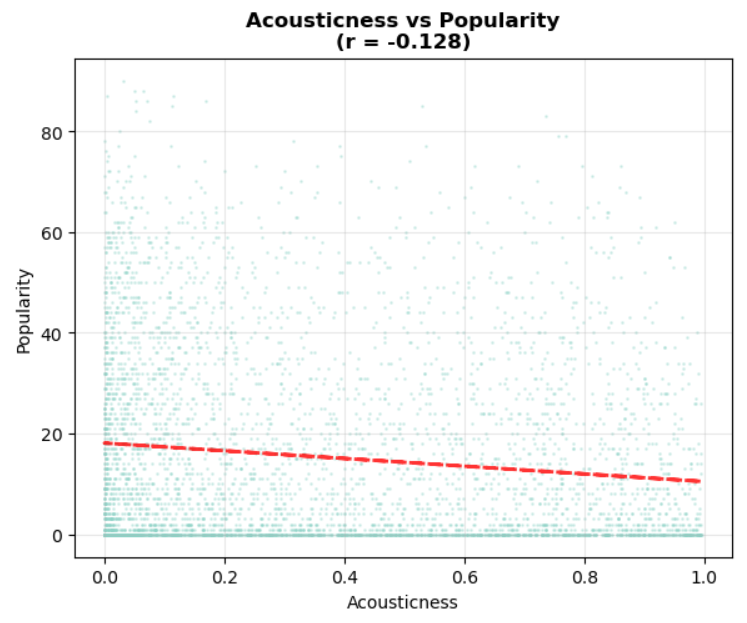 Acousticness vs Popularity
(r = -0.128)
80
60
40
20
0
Popularity
0.0 0.2 0.4 0.6 0.8 1.0
Acousticness